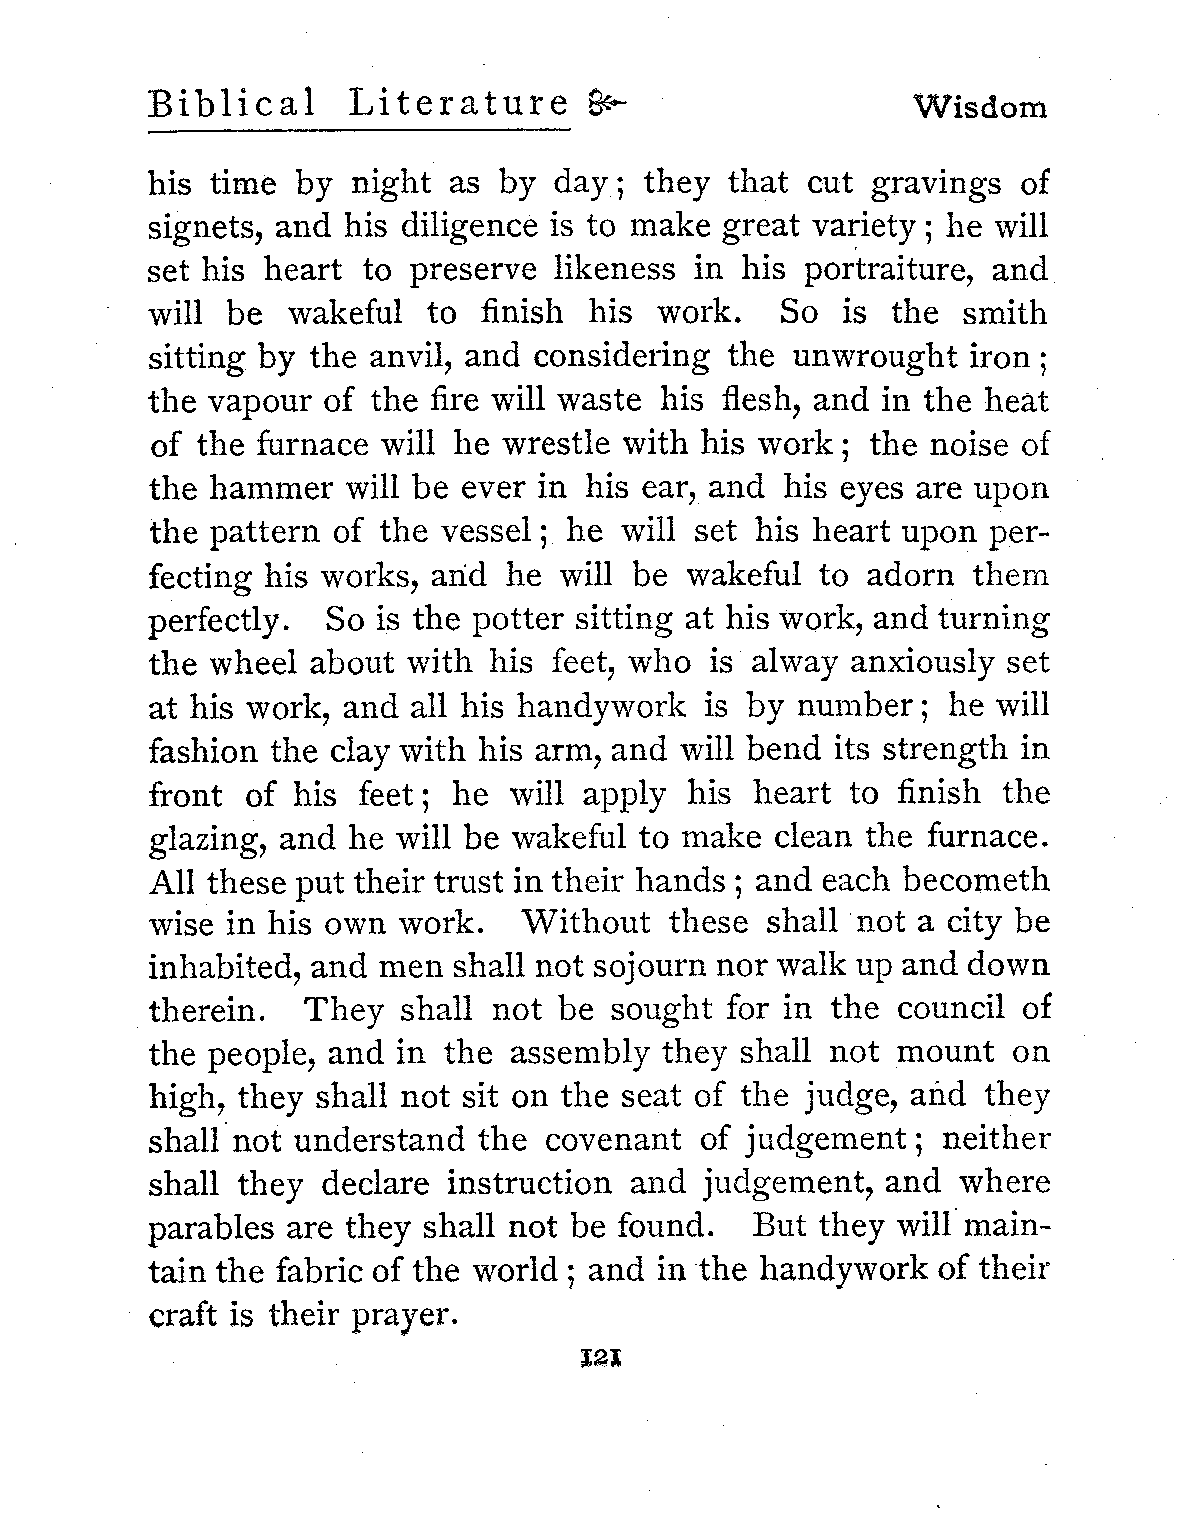 Biblical Literature Wisdom
his time by night as by day; they that cut gravings of
signets, and his diligence is to make great variety; he will
set his heart to preserve likeness in his portraiture, and
will be wakeful to finish his work. So is the smith
sitting by the anvil, and considering the unwrought iron;
the vapour of the fire will waste his flesh, and in the heat
of the furnace will he wrestle with his work; the noise of
the hammer will be ever in his ear, and his eyes are upon
the pattern of the vessel; he will set his heart upon per-
fecting his works, and he will be wakeful to adorn them
perfectly. So is the potter sitting at his work, and turning
the wheel about with his feet, who is alway anxiously set
at his work, and all his handywork is by number; he will
fashion the clay with his arm, and will bend its strength in
front of his feet; he will apply his heart to finish the
glazing, and he will be wakeful to make clean the furnace.
All these put their trust in their hands; and each becometh
wise in his own work. Without these shall not a city be
inhabited, and men shall not sojourn nor walk up and down
therein. They shall not be sought for in the council of
the people, and in the assembly they shall not mount on
high, they shall not sit on the seat of the judge, and they
shall not understand the covenant of judgement; neither
shall they declare instruction and judgement, and where
parables are they shall not be found. But they will main-
tain the fabric of the world; and in the handywork of their
craft is their prayer.
121